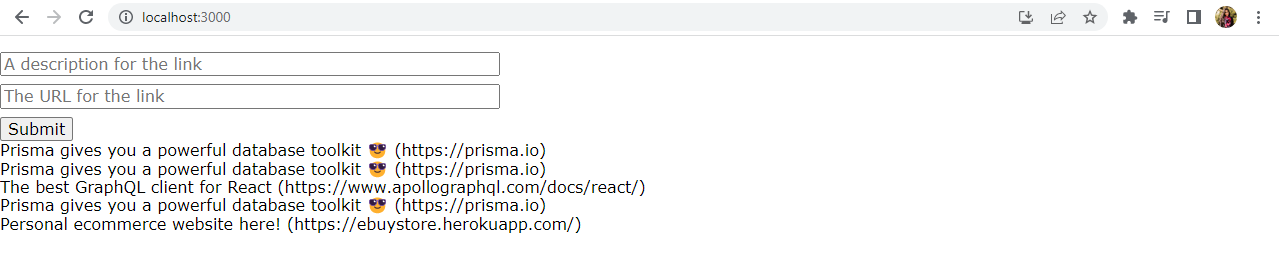 localhost:3000
A description for the link
The URL for the link
Submit
Prisma gives you a powerful database toolkit 😎 (https://prisma.io)
Prisma gives you a powerful database toolkit 😎 (https://prisma.io)
The best GraphQL client for React (https://www.apollographql.com/docs/react/)
Prisma gives you a powerful database toolkit 😎 (https://prisma.io)
Personal ecommerce website here! (https://ebuystore.herokuapp.com/)